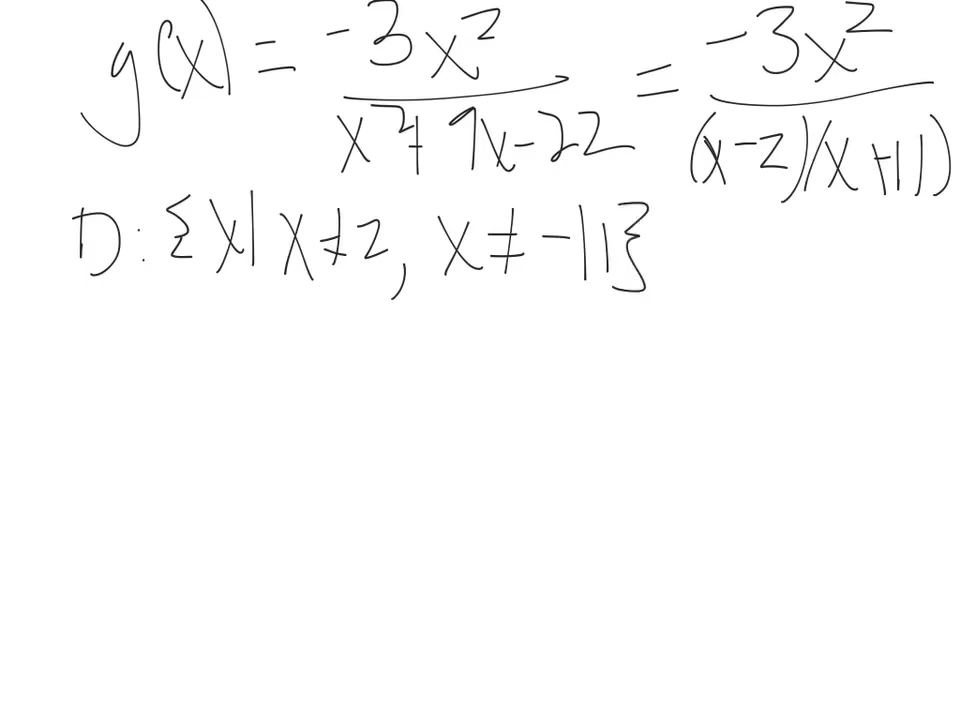 g(x) = -3x² / (x² + 9x - 22) = -3x² / ((x-2)(x+11))
D: {x| x ≠ 2, x ≠ -11}